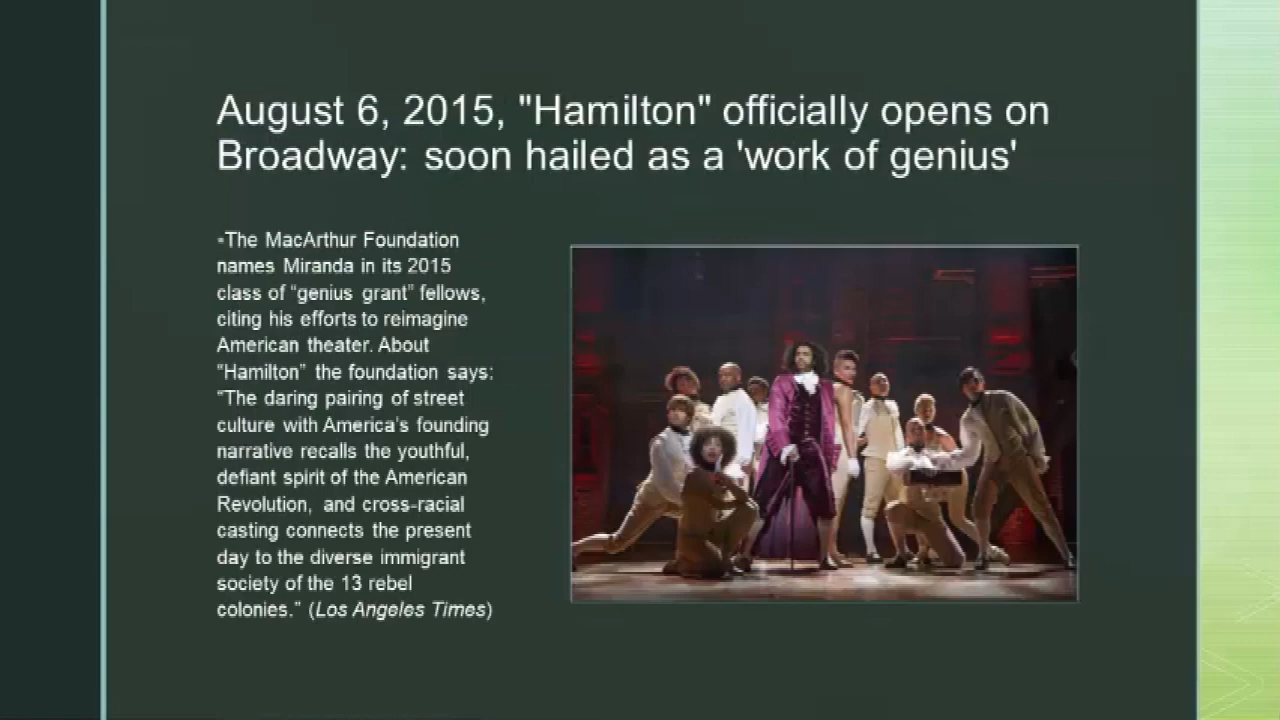 August 6, 2015, "Hamilton" officially opens on
Broadway: soon hailed as a 'work of genius'
▪The MacArthur Foundation
names Miranda in its 2015
class of “genius grant” fellows,
citing his efforts to reimagine
American theater. About
“Hamilton” the foundation says:
“The daring pairing of street
culture with America’s founding
narrative recalls the youthful,
defiant spirit of the American
Revolution, and cross-racial
casting connects the present
day to the diverse immigrant
society of the 13 rebel
colonies.” (Los Angeles Times)